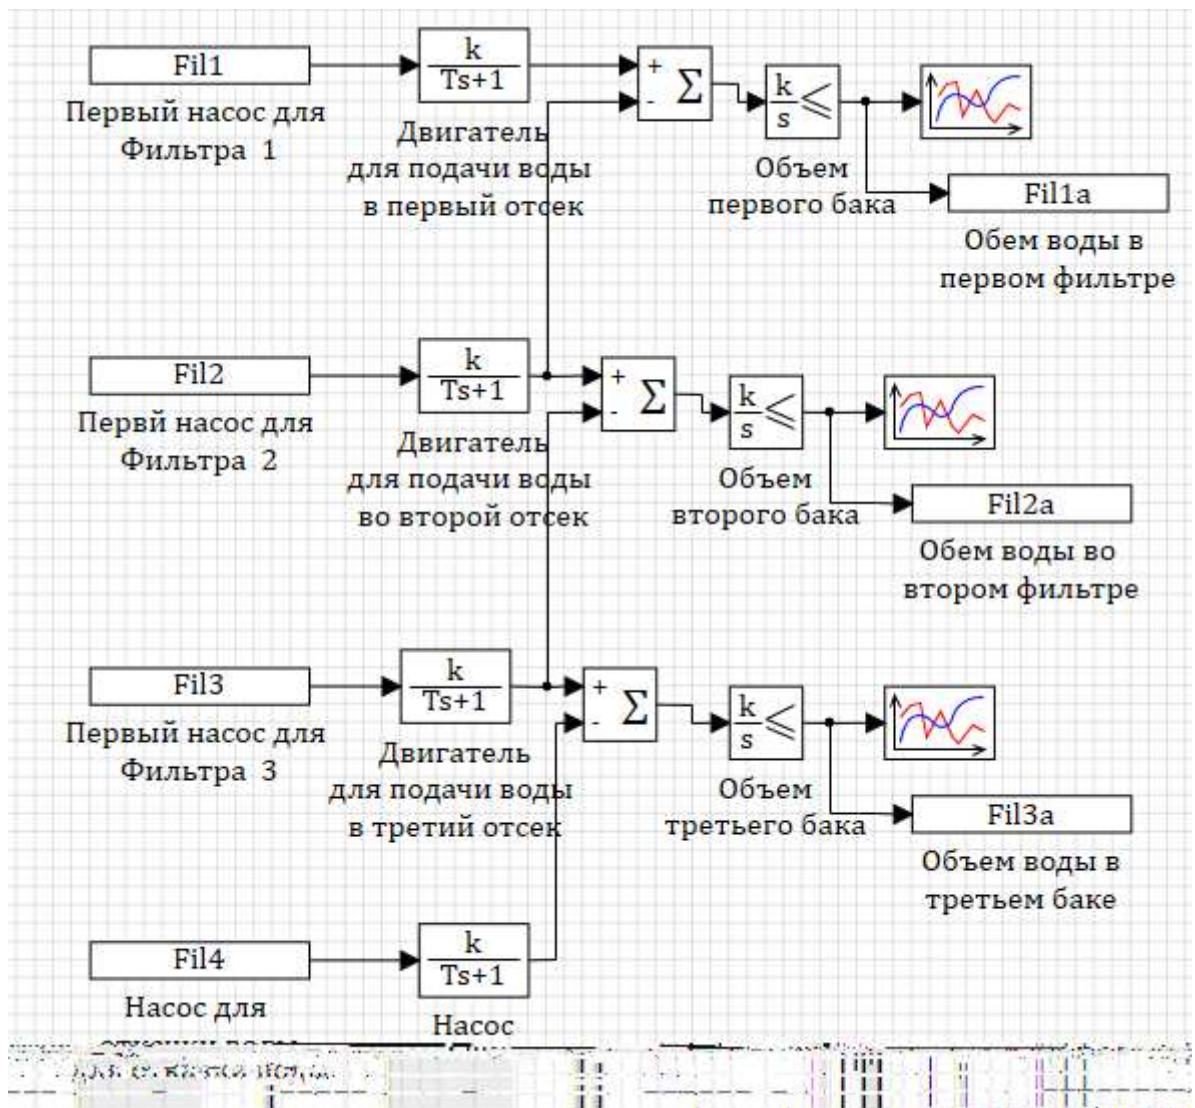 Fil1
k
Ts+1
+
-
Σ
k
s
≤
Первый насос для
Фильтра 1
Двигатель
для подачи воды
в первый отсек
Объем
первого бака
Fil1a
Обем воды в
первом фильтре
Fil2
k
Ts+1
+
-
Σ
k
s
≤
Первй насос для
Фильтра 2
Двигатель
для подачи воды
во второй отсек
Объем
второго бака
Fil2a
Обем воды во
втором фильтре
Fil3
k
Ts+1
+
-
Σ
k
s
≤
Первый насос для
Фильтра 3
Двигатель
для подачи воды
в третий отсек
Объем
третьего бака
Fil3a
Объем воды в
третьем баке
Fil4
k
Ts+1
Насос для
Насос